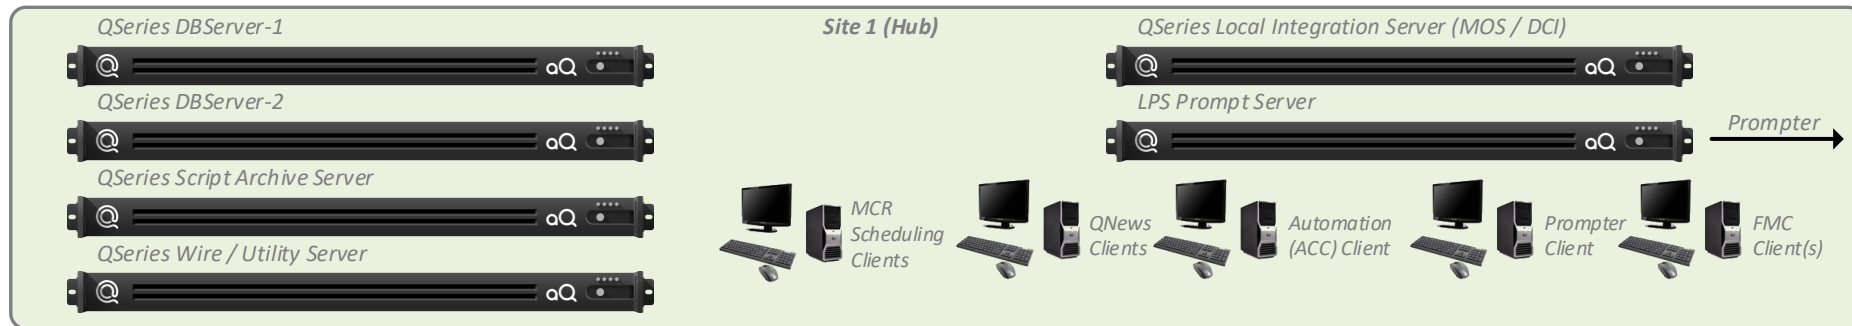 QSeries DBServer-1
aQ
QSeries DBServer-2
aQ
QSeries Script Archive Server
aQ
QSeries Wire / Utility Server
aQ
Site 1 (Hub)
QSeries Local Integration Server (MOS / DCI)
aQ
LPS Prompt Server
aQ
Prompter
MCR
Scheduling
Clients
QNews
Clients
Automation
(ACC) Client
Prompter
Client
FMC
Client(s)